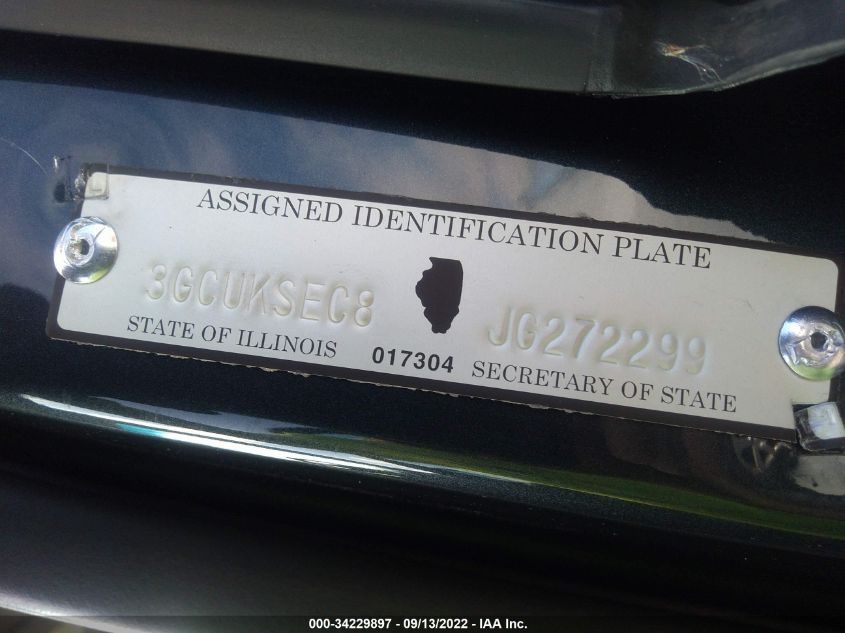 ASSIGNED IDENTIFICATION PLATE
3GCUKSEC8 JG272299
STATE OF ILLINOIS 017304 SECRETARY OF STATE
000-34229897 - 09/13/2022 - IAA Inc.